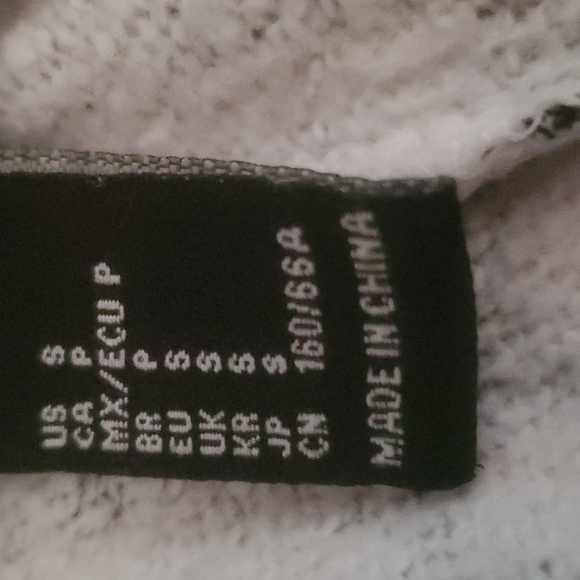 US S
CA P
MX/ECU P
BR P
EU S
UK S
KR S
JP S
CN 160/66A
MADE IN CHINA